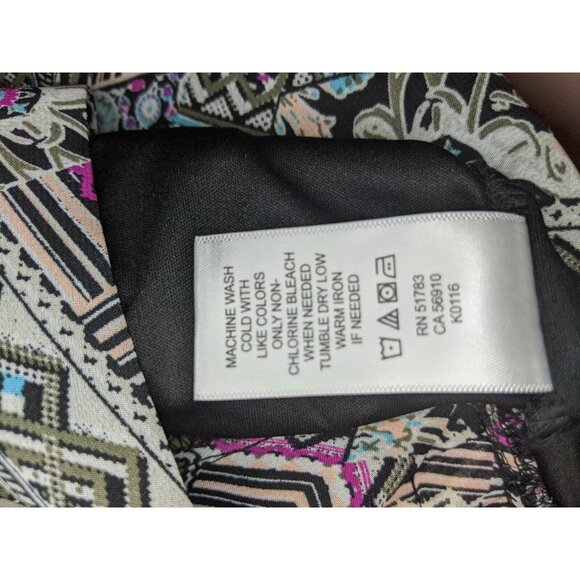 MACHINE WASH
COLD WITH
LIKE COLORS
ONLY NON-
CHLORINE BLEACH
WHEN NEEDED
TUMBLE DRY LOW
WARM IRON
IF NEEDED
RN 51783
CA 56910
K0116